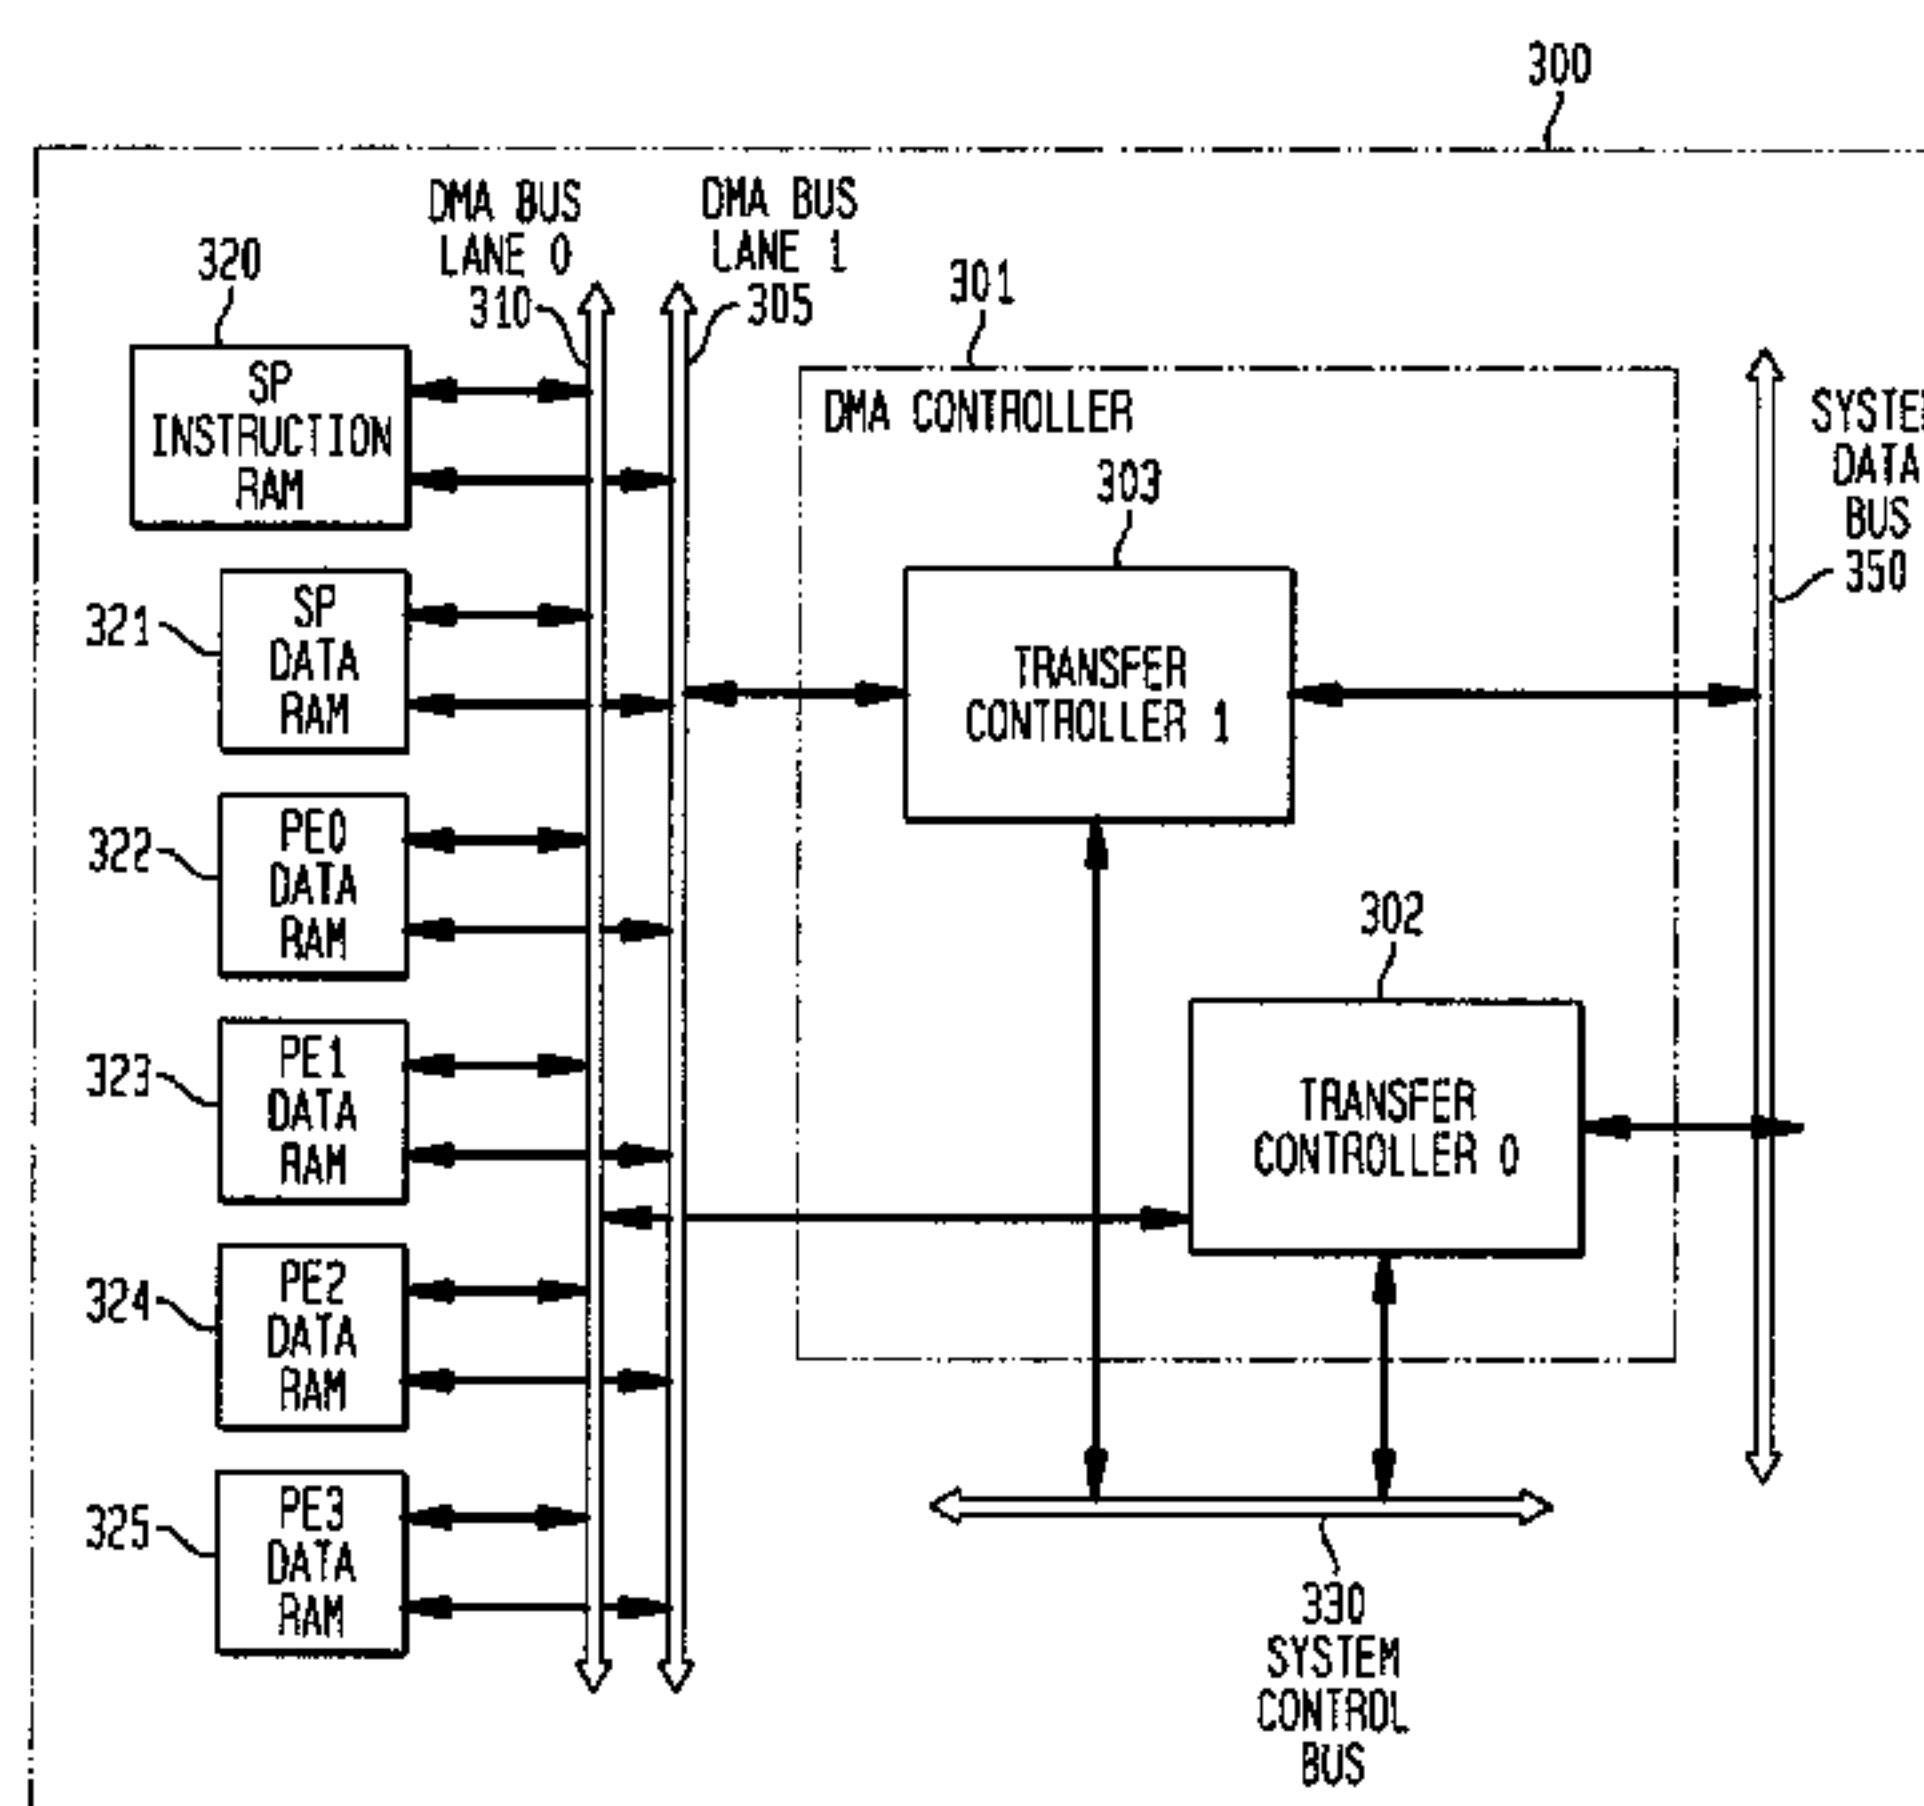 300
DMA BUS
LANE 0
310
DMA BUS
LANE 1
305
320
SP
INSTRUCTION
RAM
301
DMA CONTROLLER
303
TRANSFER
CONTROLLER 1
DATA
BUS
350
321
SP
DATA
RAM
322
PE0
DATA
RAM
302
TRANSFER
CONTROLLER 0
323
PE1
DATA
RAM
324
PE2
DATA
RAM
325
PE3
DATA
RAM
330
SYSTEM
CONTROL
BUS